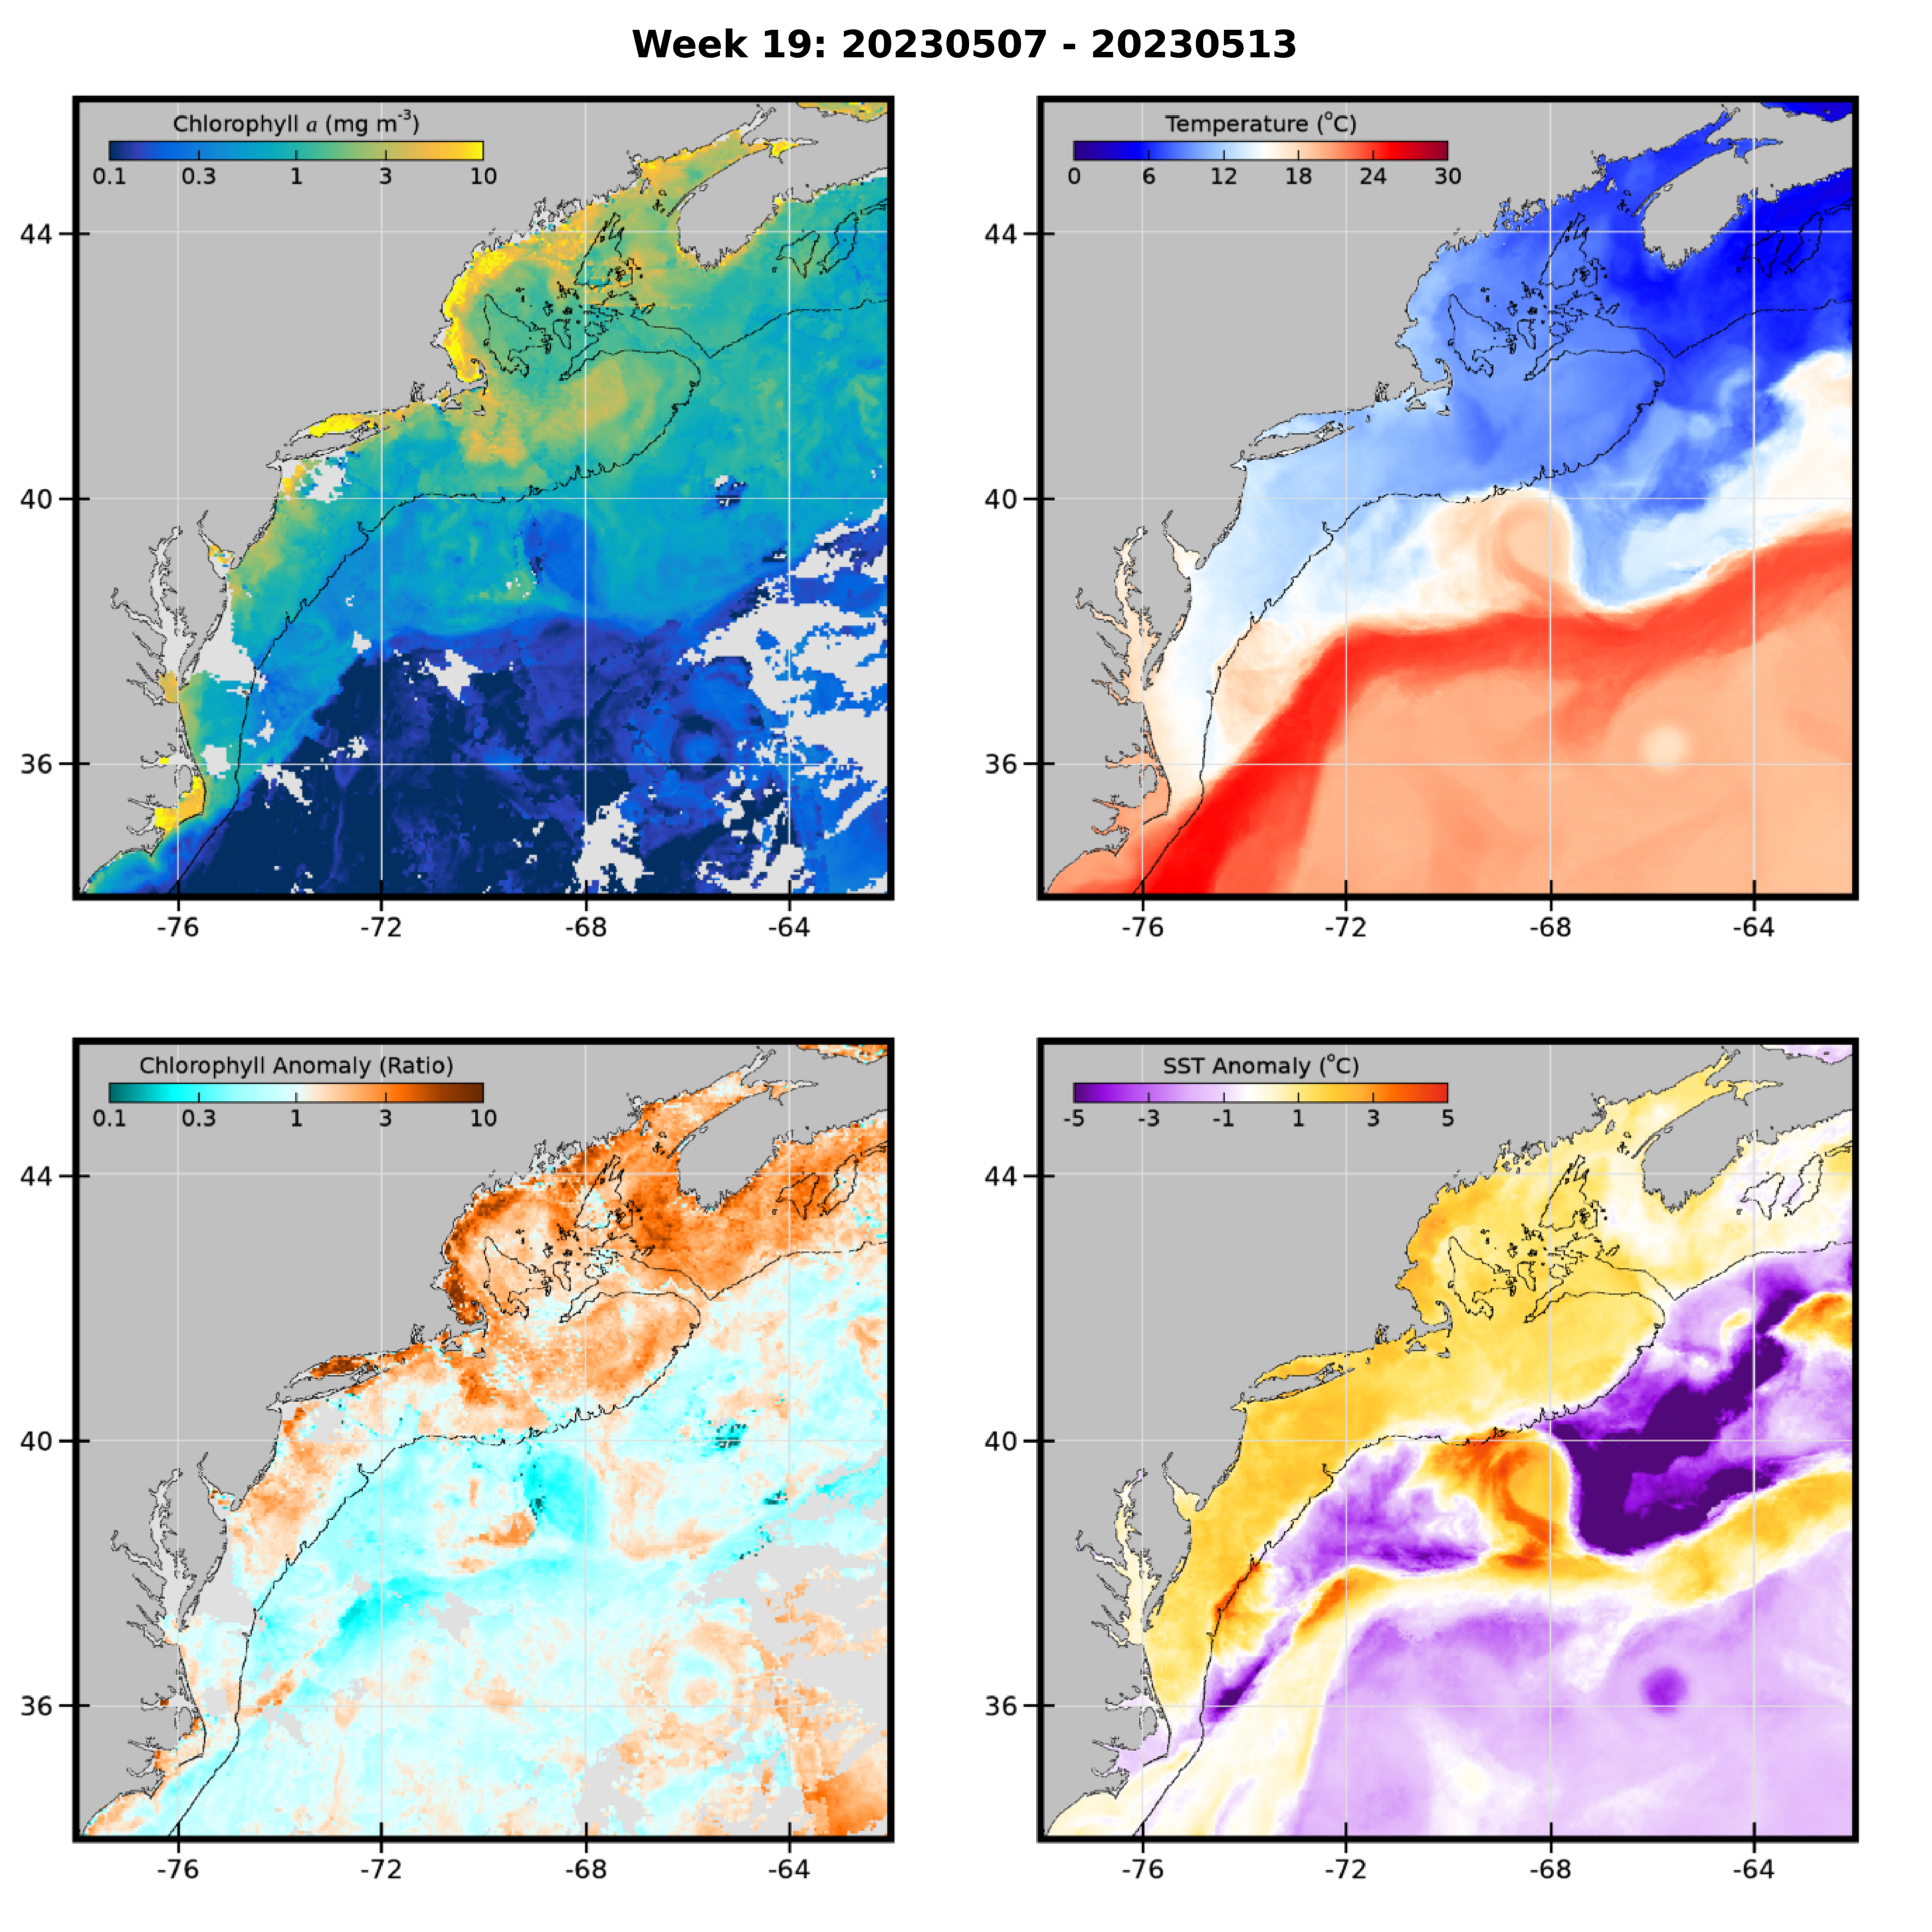 Week 19: 20230507 - 20230513
Chlorophyll a (mg m-3)
0.1 0.3 1 3 10
44
40
36
-76 -72 -68 -64
Temperature (°C)
0 6 12 18 24 30
44
40
36
-76 -72 -68 -64
Chlorophyll Anomaly (Ratio)
0.1 0.3 1 3 10
44
40
36
-76 -72 -68 -64
SST Anomaly (°C)
-5 -3 -1 1 3 5
44
40
36
-76 -72 -68 -64